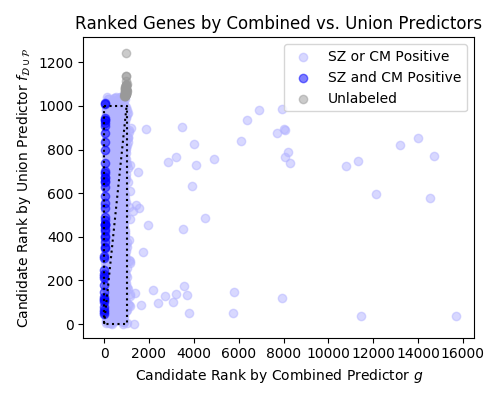 Ranked Genes by Combined vs. Union Predictors
SZ or CM Positive
SZ and CM Positive
Unlabeled
Candidate Rank by Union Predictor f_{D∪P}
1200
1000
800
600
400
200
0
0 2000 4000 6000 8000 10000 12000 14000 16000
Candidate Rank by Combined Predictor g